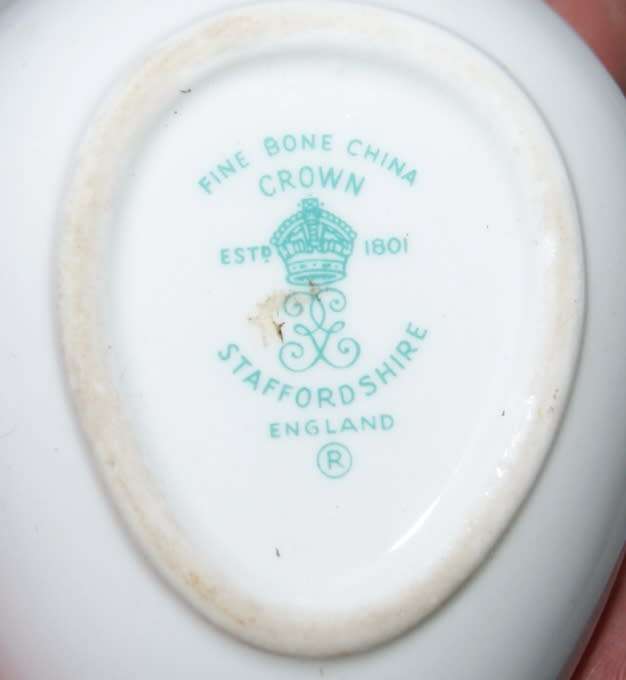 FINE BONE CHINA
CROWN
ESTD 1801
STAFFORDSHIRE
ENGLAND
®